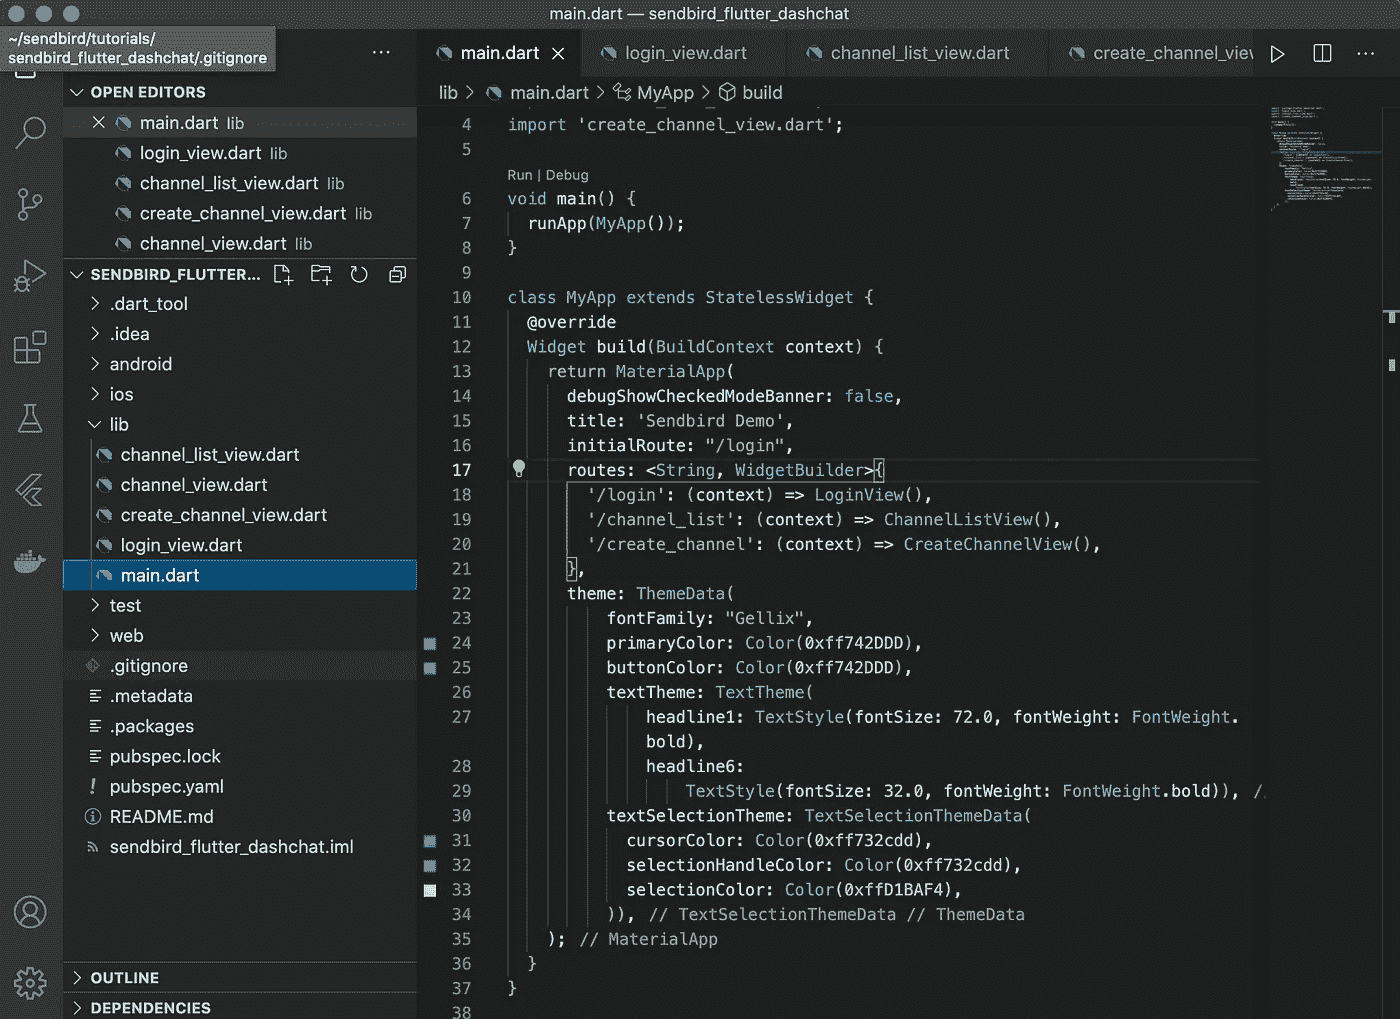 main.dart — sendbird_flutter_dashchat
~/sendbird/tutorials/
sendbird_flutter_dashchat/.gitignore
OPEN EDITORS
main.dart lib
login_view.dart lib
channel_list_view.dart lib
create_channel_view.dart lib
channel_view.dart lib
SENDBIRD_FLUTTER...
.dart_tool
.idea
android
ios
lib
channel_list_view.dart
channel_view.dart
create_channel_view.dart
login_view.dart
main.dart
test
web
.gitignore
.metadata
.packages
pubspec.lock
pubspec.yaml
README.md
sendbird_flutter_dashchat.iml
OUTLINE
DEPENDENCIES
main.dart login_view.dart channel_list_view.dart create_channel_view
lib > main.dart > MyApp > build
4 import 'create_channel_view.dart';
5
Run | Debug
6 void main() {
7 runApp(MyApp());
8 }
9
10 class MyApp extends StatelessWidget {
11 @override
12 Widget build(BuildContext context) {
13 return MaterialApp(
14 debugShowCheckedModeBanner: false,
15 title: 'Sendbird Demo',
16 initialRoute: "/login",
17 routes: <String, WidgetBuilder>{
18 '/login': (context) => LoginView(),
19 '/channel_list': (context) => ChannelListView(),
20 '/create_channel': (context) => CreateChannelView(),
21 },
22 theme: ThemeData(
23 fontFamily: "Gellix",
24 primaryColor: Color(0xff742DDD),
25 buttonColor: Color(0xff742DDD),
26 textTheme: TextTheme(
27 headline1: TextStyle(fontSize: 72.0, fontWeight: FontWeight.
bold),
28 headline6:
29 TextStyle(fontSize: 32.0, fontWeight: FontWeight.bold)), /
30 textSelectionTheme: TextSelectionThemeData(
31 cursorColor: Color(0xff732cdd),
32 selectionHandleColor: Color(0xff732cdd),
33 selectionColor: Color(0xffD1BAF4),
34 )), // TextSelectionThemeData // ThemeData
35 ); // MaterialApp
36 }
37 }
38